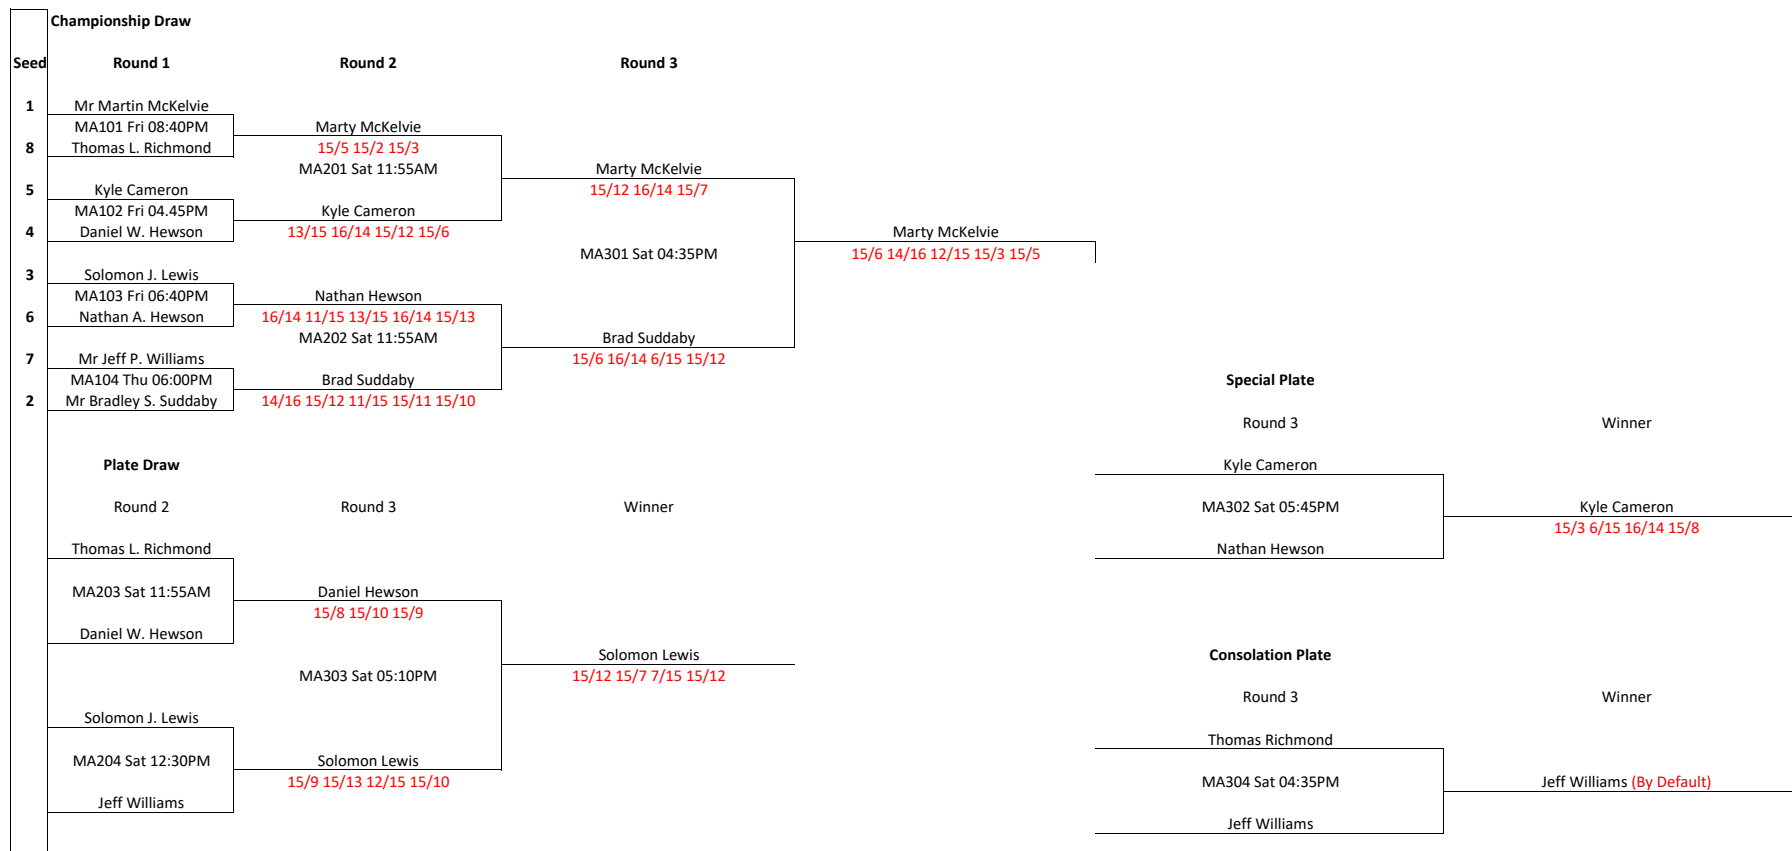 Championship Draw
Seed Round 1 Round 2 Round 3
1 Mr Martin McKelvie
MA101 Fri 08:40PM Marty McKelvie
8 Thomas L. Richmond 15/5 15/2 15/3
MA201 Sat 11:55AM Marty McKelvie
5 Kyle Cameron 15/12 16/14 15/7
MA102 Fri 04.45PM Kyle Cameron
4 Daniel W. Hewson 13/15 16/14 15/12 15/6 Marty McKelvie
MA301 Sat 04:35PM 15/6 14/16 12/15 15/3 15/5
3 Solomon J. Lewis
MA103 Fri 06:40PM Nathan Hewson
6 Nathan A. Hewson 16/14 11/15 13/15 16/14 15/13
MA202 Sat 11:55AM Brad Suddaby
7 Mr Jeff P. Williams 15/6 16/14 6/15 15/12
MA104 Thu 06:00PM Brad Suddaby Special Plate
2 Mr Bradley S. Suddaby 14/16 15/12 11/15 15/11 15/10
Round 3 Winner
Plate Draw Kyle Cameron
Round 2 Round 3 Winner MA302 Sat 05:45PM Kyle Cameron
15/3 6/15 16/14 15/8
Thomas L. Richmond Nathan Hewson
MA203 Sat 11:55AM Daniel Hewson
15/8 15/10 15/9
Daniel W. Hewson
Solomon Lewis Consolation Plate
MA303 Sat 05:10PM 15/12 15/7 7/15 15/12
Round 3 Winner
Solomon J. Lewis
Thomas Richmond
MA204 Sat 12:30PM Solomon Lewis
15/9 15/13 12/15 15/10 MA304 Sat 04:35PM Jeff Williams (By Default)
Jeff Williams
Jeff Williams